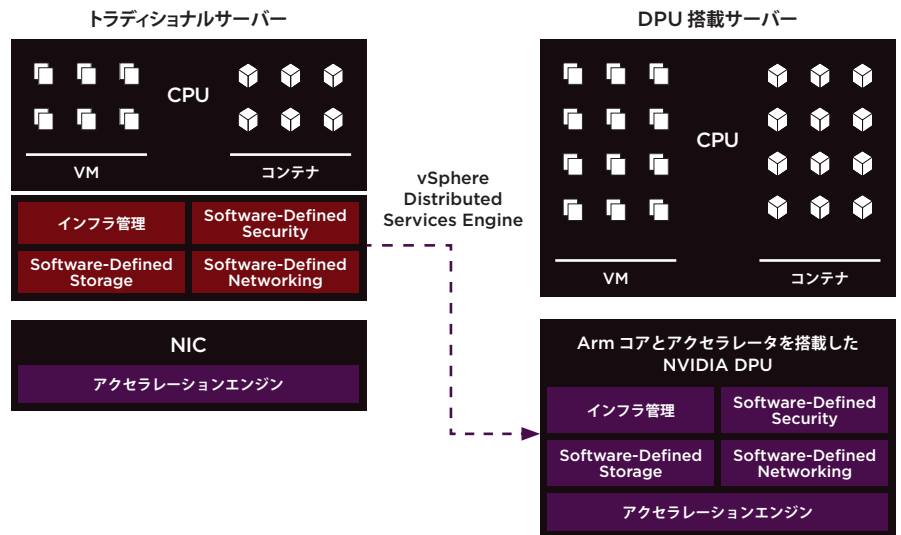 トラディショナルサーバー
CPU
VM
コンテナ
インフラ管理
Software-Defined
Security
Software-Defined
Storage
Software-Defined
Networking
NIC
アクセラレーションエンジン
vSphere
Distributed
Services Engine
DPU 搭載サーバー
CPU
VM
コンテナ
Arm コアとアクセラレータを搭載した
NVIDIA DPU
インフラ管理
Software-Defined
Security
Software-Defined
Storage
Software-Defined
Networking
アクセラレーションエンジン